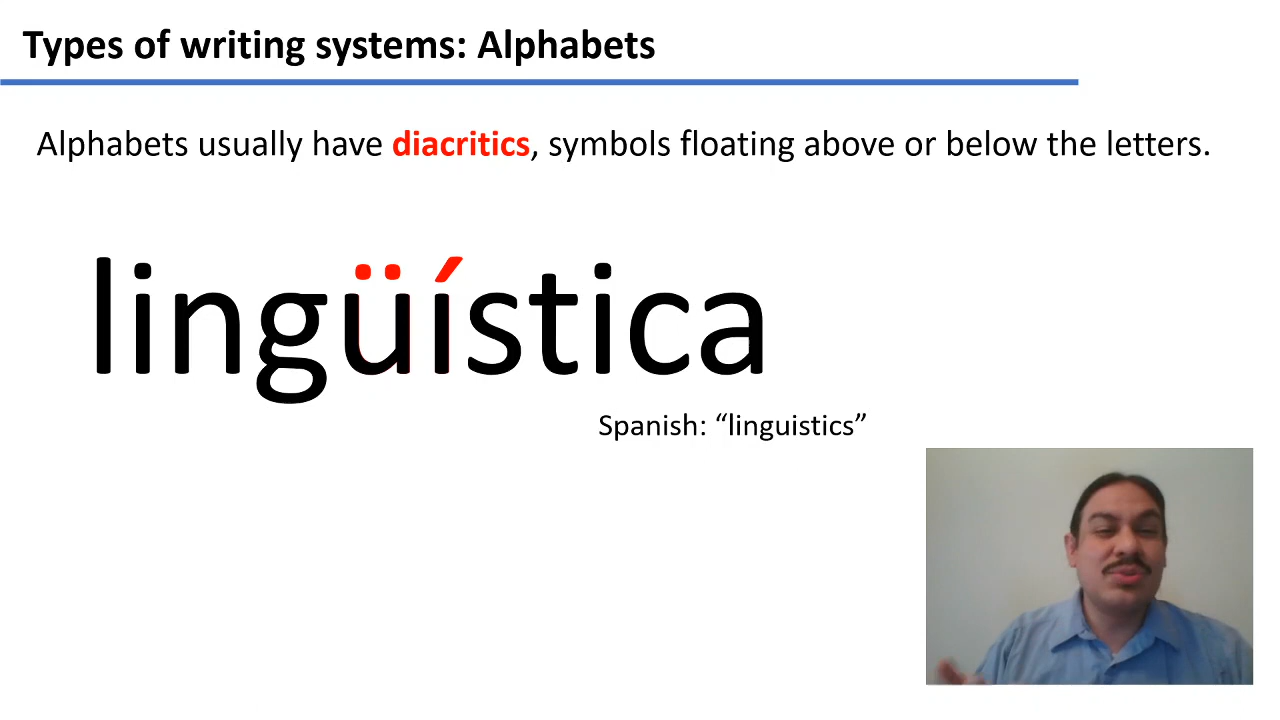 Types of writing systems: Alphabets
Alphabets usually have diacritics, symbols floating above or below the letters.
lingüística
Spanish: “linguistics”